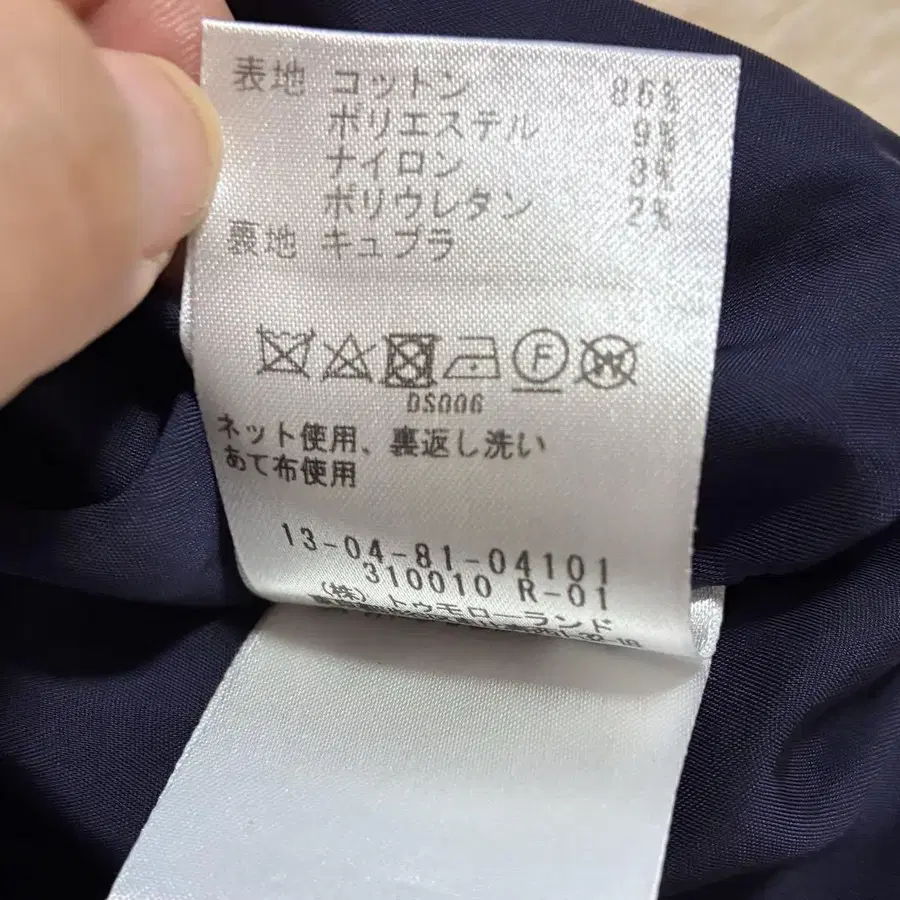 表地 コットン 86%
ポリエステル 9%
ナイロン 3%
ポリウレタン 2%
裏地 キュプラ
F W
DS006
ネット使用、裏返し洗い
あて布使用
13-04-81-04101
310010 R-01
(株)トゥモローランド